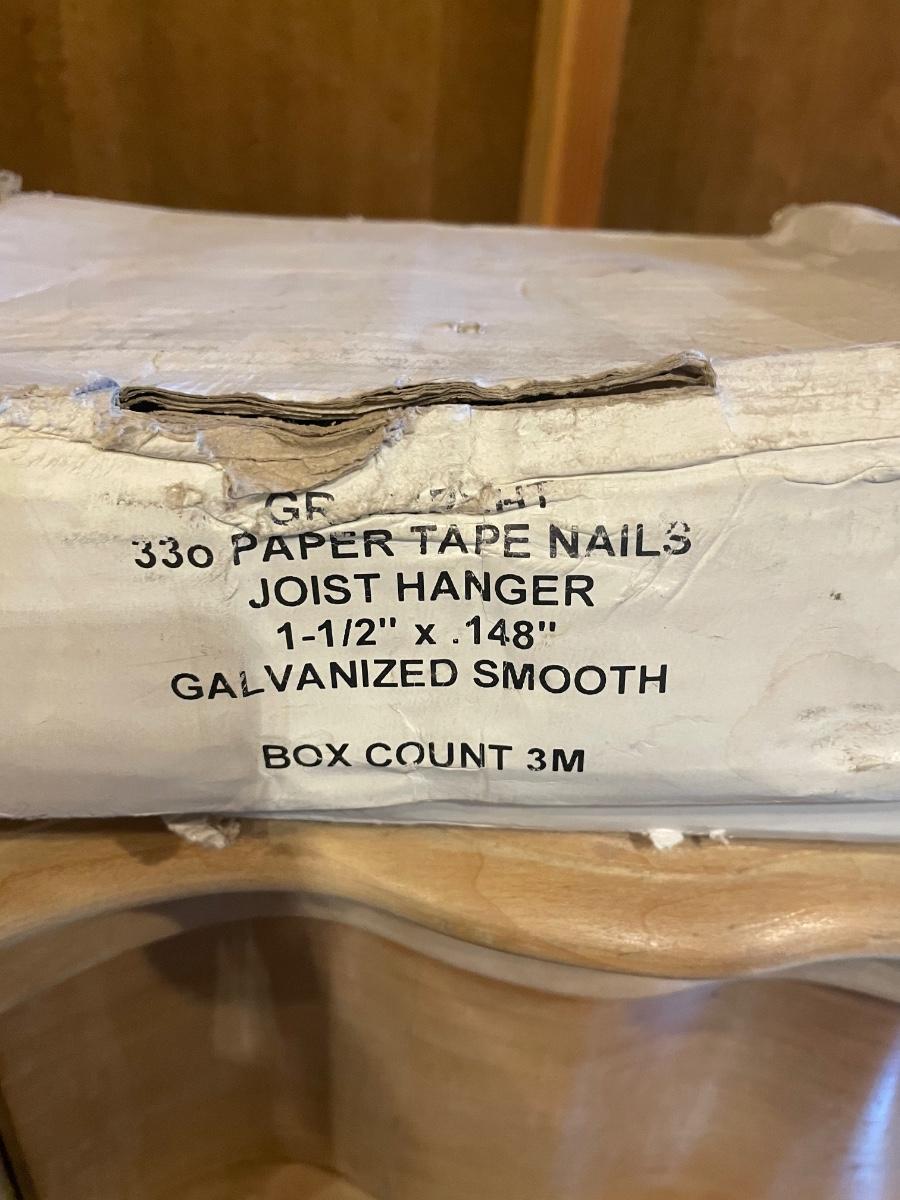 33o PAPER TAPE NAILS
JOIST HANGER
1-1/2" x .148"
GALVANIZED SMOOTH
BOX COUNT 3M